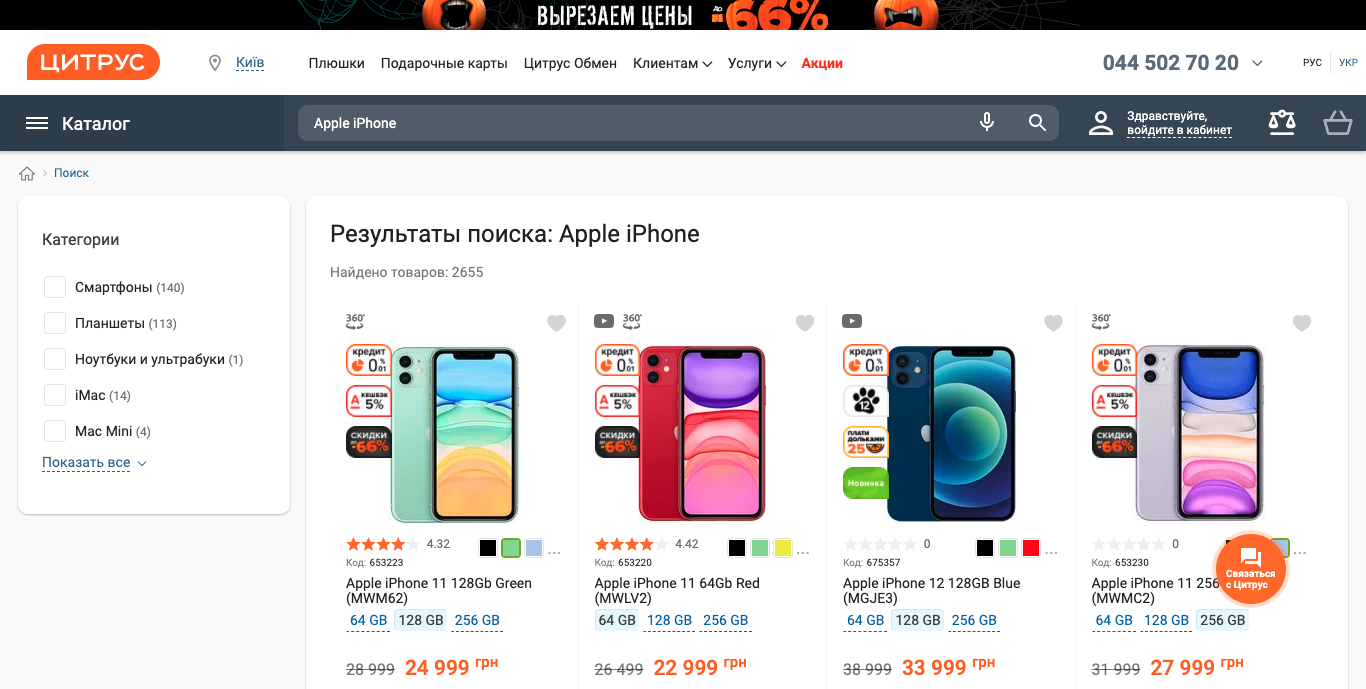 ВЫРЕЗАЕМ ЦЕНЫ ДО 66%
ЦИТРУС
Київ
Плюшки Подарочные карты Цитрус Обмен Клиентам Услуги Акции
044 502 70 20
РУС УКР
Каталог
Apple iPhone
Здравствуйте,
войдите в кабинет
Поиск
Категории
Смартфоны (140)
Планшеты (113)
Ноутбуки и ультрабуки (1)
iMac (14)
Mac Mini (4)
Показать все
Результаты поиска: Apple iPhone
Найдено товаров: 2655
360°
кредит
0.01%
А КЕШБЭК
5%
СКИДКИ
ДО -66%
4.32
...
Код: 653223
Apple iPhone 11 128Gb Green
(MWM62)
64 GB 128 GB 256 GB
28 999 24 999 грн
360°
кредит
0.01%
А КЕШБЭК
5%
СКИДКИ
ДО -66%
4.42
...
Код: 653220
Apple iPhone 11 64Gb Red
(MWLV2)
64 GB 128 GB 256 GB
26 499 22 999 грн
кредит
0.01%
12
ПЛАТИ
ДОЛЬКАМИ
25
Новинка
0
...
Код: 675357
Apple iPhone 12 128GB Blue
(MGJE3)
64 GB 128 GB 256 GB
38 999 33 999 грн
360°
кредит
0.01%
А КЕШБЭК
5%
СКИДКИ
ДО -66%
0
...
Код: 653230
Apple iPhone 11 256
(MWMC2)
64 GB 128 GB 256 GB
31 999 27 999 грн
Связаться
с Цитрус